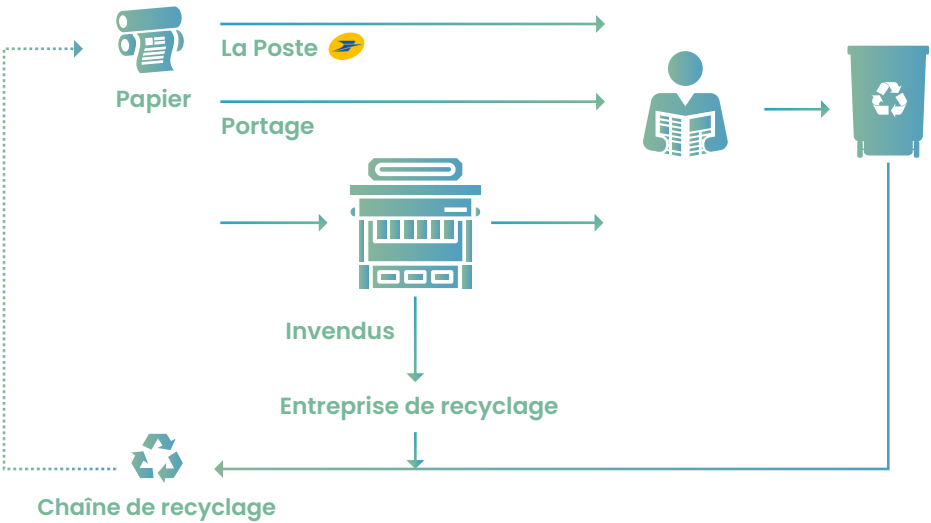 La Poste
Papier
Portage
Invendus
Entreprise de recyclage
Chaîne de recyclage